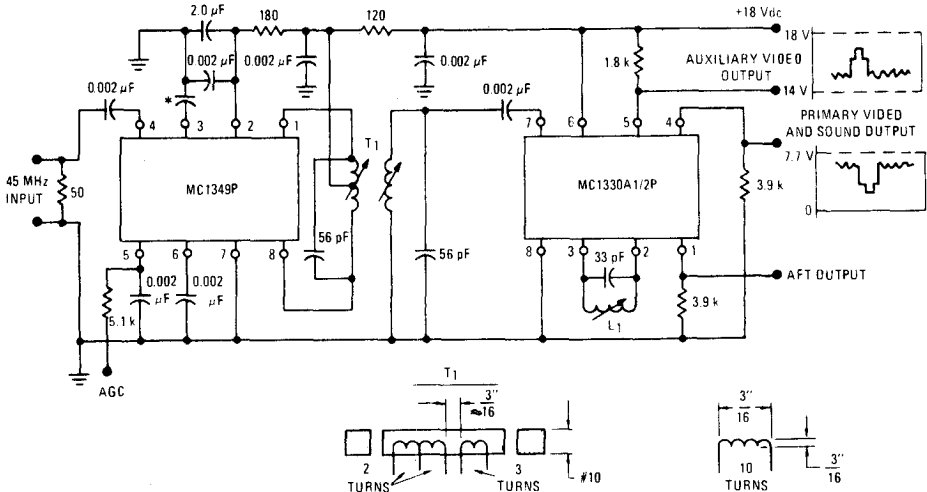 2.0 µF
180
120
+18 Vdc
18 V
0.002 µF
0.002 µF
0.002 µF
1.8 k
AUXILIARY VIDEO
OUTPUT
14 V
0.002 µF
*
0.002 µF
4
3
2
1
7
6
5
4
PRIMARY VIDEO
AND SOUND OUTPUT
7.7 V
0
T1
45 MHz
INPUT
50
MC1349P
MC1330A1/2P
3.9 k
56 pF
56 pF
5
6
7
8
8
3
2
1
33 pF
L1
AFT OUTPUT
3.9 k
0.002
µF
0.002
µF
5.1 k
AGC
T1
≈3"/16
2
TURNS
3
TURNS
#10
3"/16
10
TURNS
3"/16